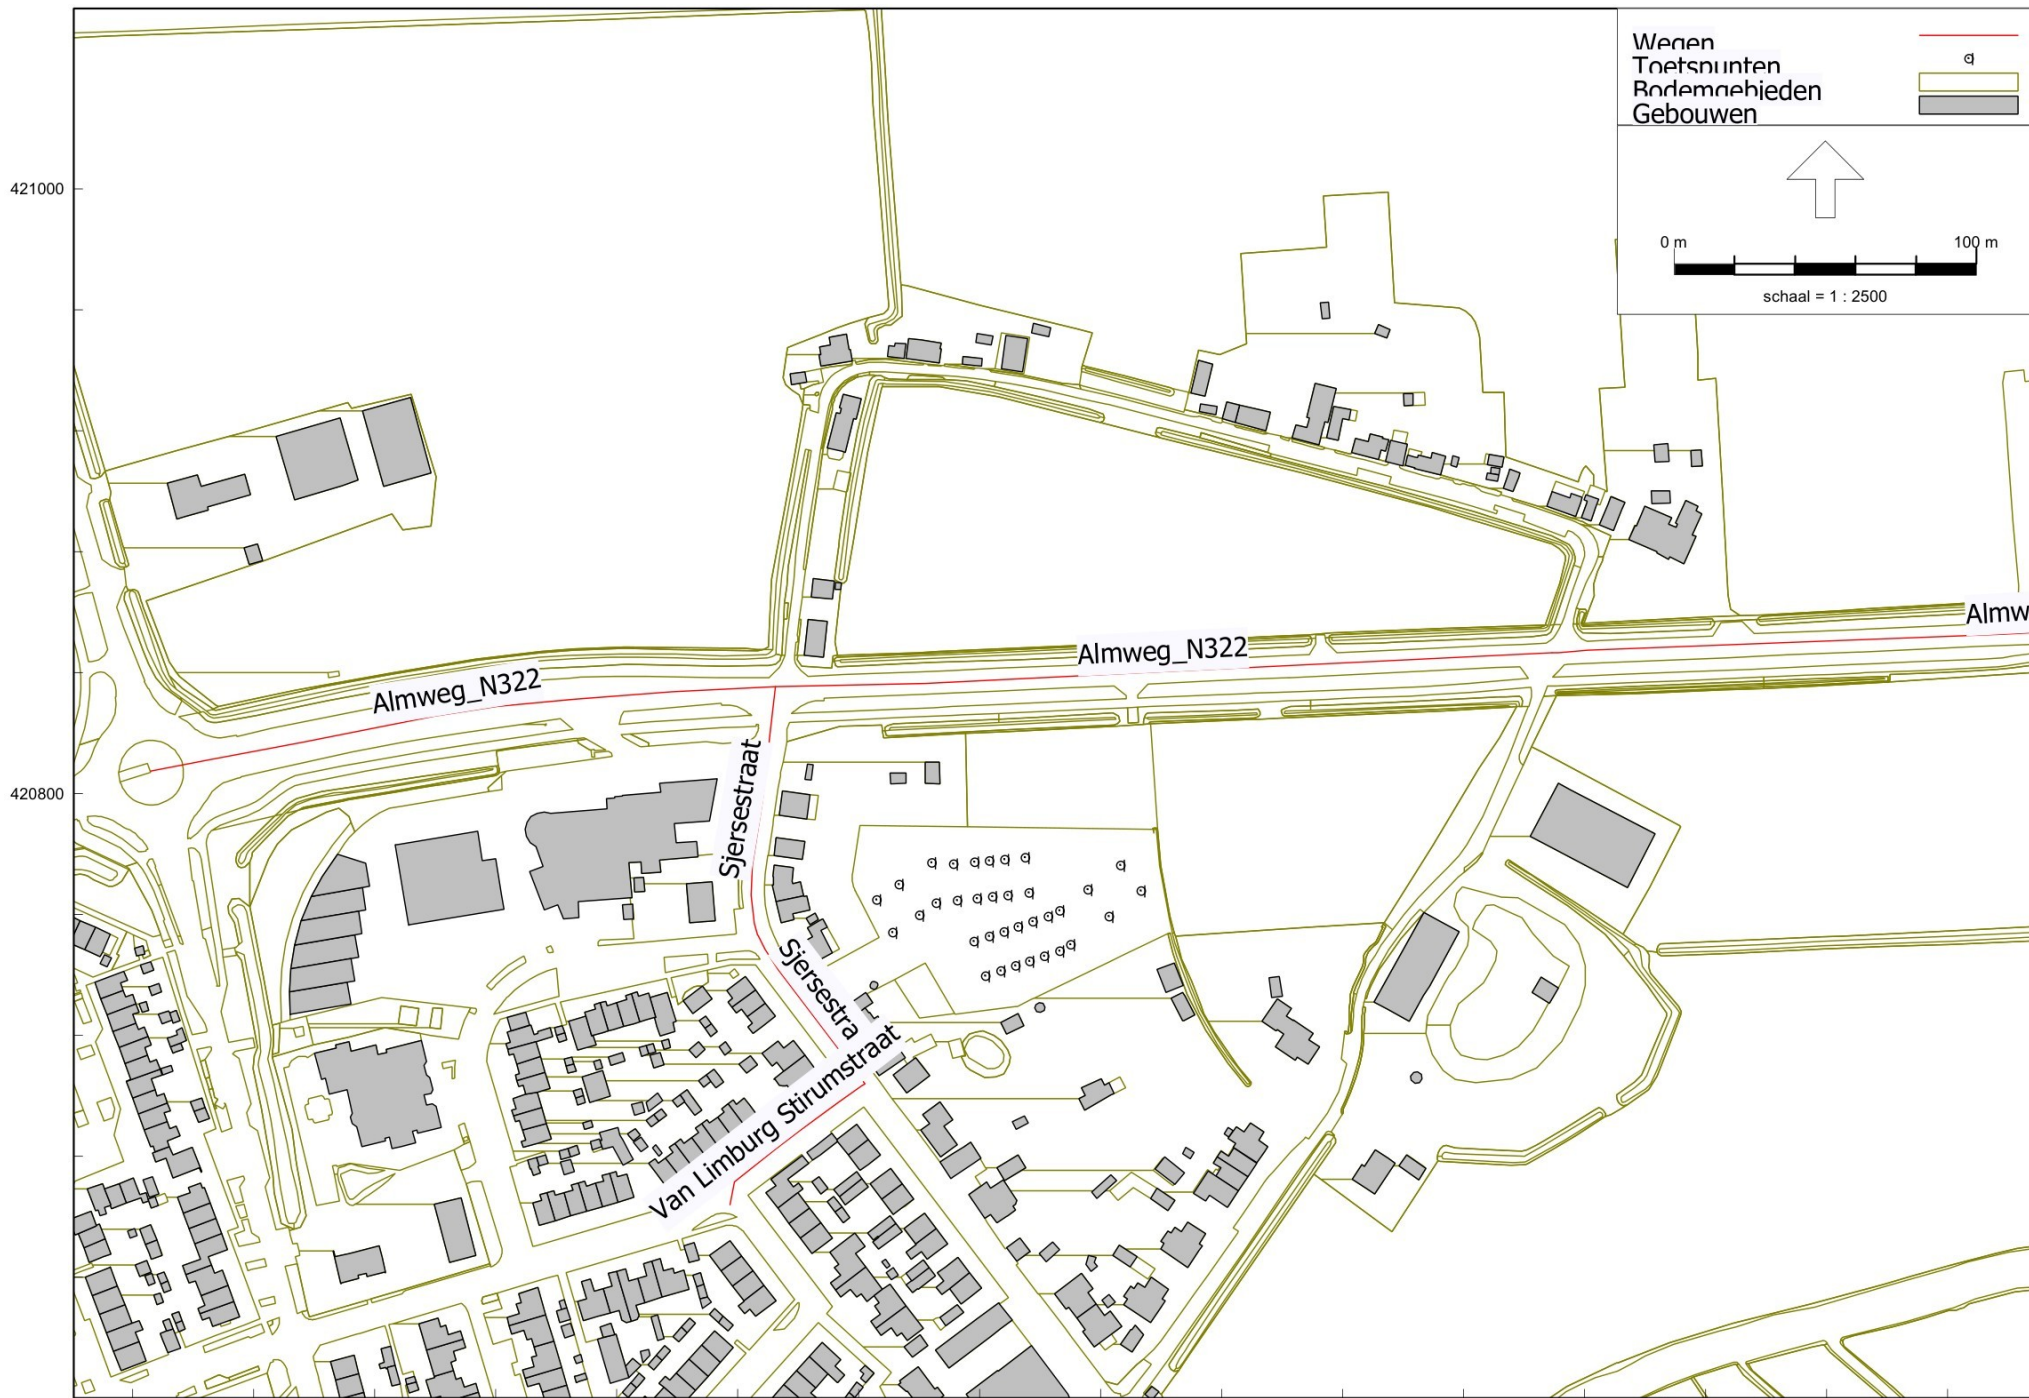 Wegen
Toetspunten
Bodemgebieden
Gebouwen
421000
0 m 100 m
schaal = 1 : 2500
Almweg_N322
Almweg_N322
Almw
420800
Sjersestraat
Sjersestra
Van Limburg Stirumstraat